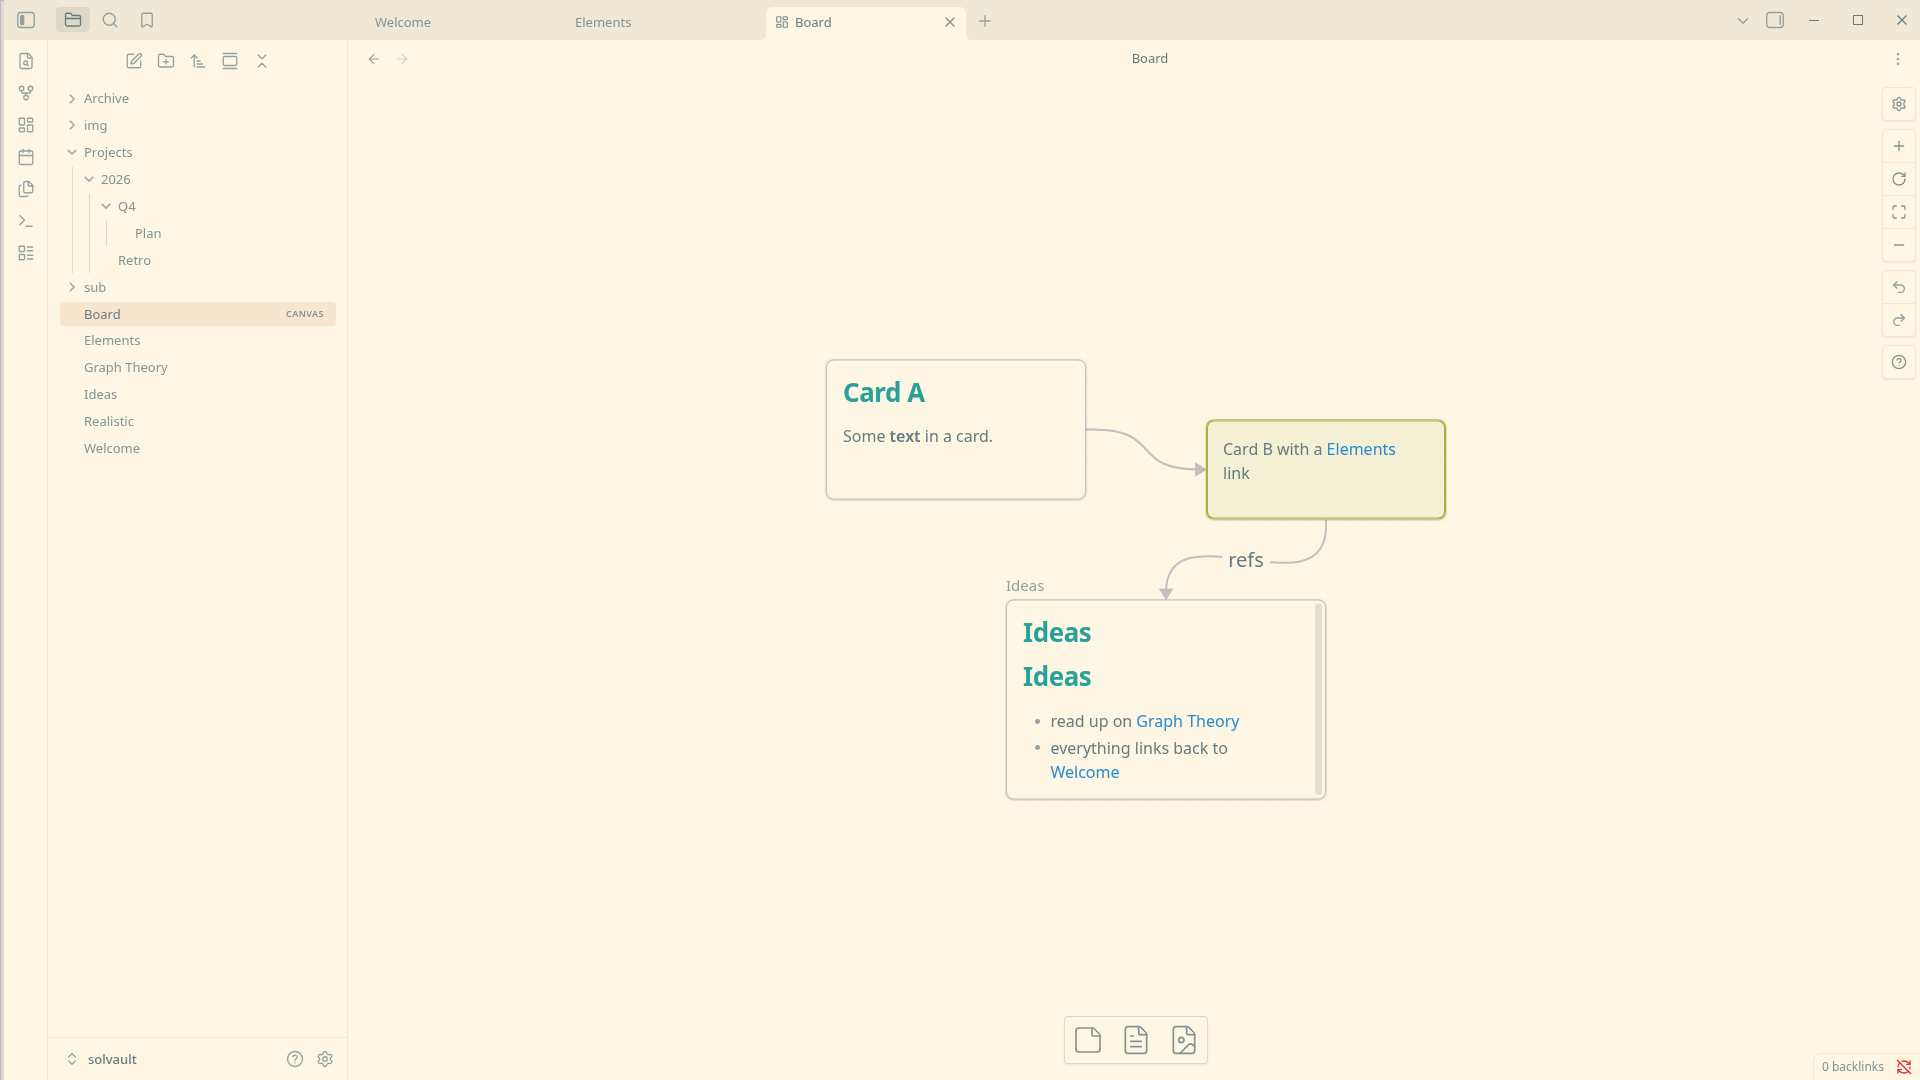 Welcome
Elements
Board
Board
Archive
img
Projects
2026
Q4
Plan
Retro
sub
Board CANVAS
Elements
Graph Theory
Ideas
Realistic
Welcome
Card A
Some text in a card.
Card B with a Elements
link
refs
Ideas
Ideas
Ideas
read up on Graph Theory
everything links back to
Welcome
solvault
0 backlinks